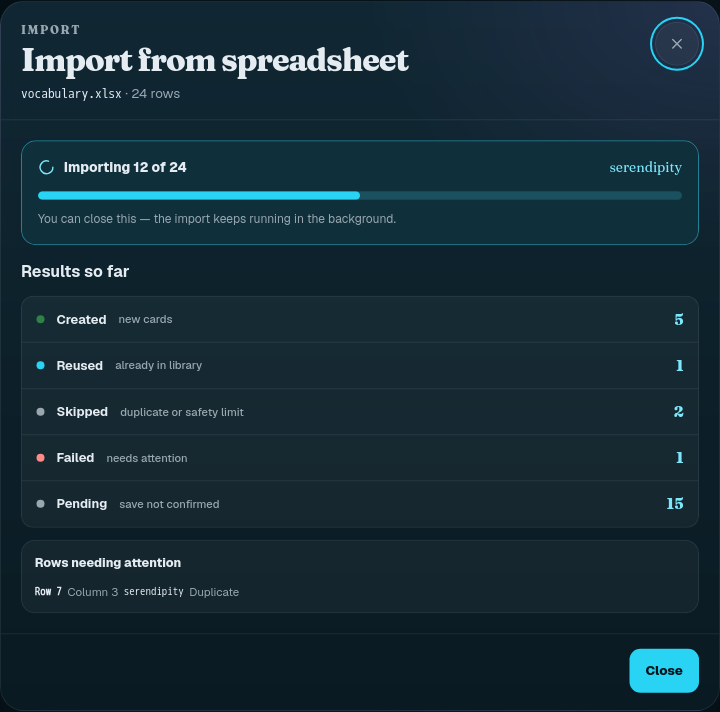 IMPORT
Import from spreadsheet
vocabulary.xlsx · 24 rows
Importing 12 of 24 serendipity
You can close this — the import keeps running in the background.
Results so far
Created new cards 5
Reused already in library 1
Skipped duplicate or safety limit 2
Failed needs attention 1
Pending save not confirmed 15
Rows needing attention
Row 7 Column 3 serendipity Duplicate
Close